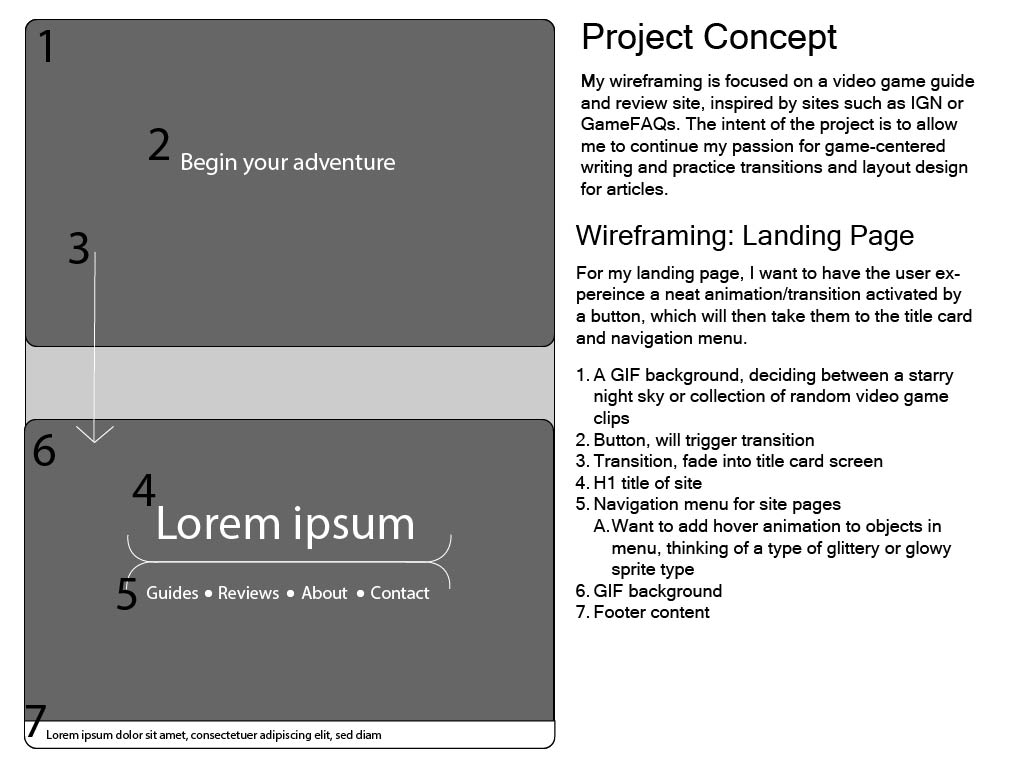 1
2
Begin your adventure
3
6
4
Lorem ipsum
5
Guides • Reviews • About • Contact
7
Lorem ipsum dolor sit amet, consectetuer adipiscing elit, sed diam
Project Concept
My wireframing is focused on a video game guide
and review site, inspired by sites such as IGN or
GameFAQs. The intent of the project is to allow
me to continue my passion for game-centered
writing and practice transitions and layout design
for articles.
Wireframing: Landing Page
For my landing page, I want to have the user ex-
pereince a neat animation/transition activated by
a button, which will then take them to the title card
and navigation menu.
1. A GIF background, deciding between a starry
night sky or collection of random video game
clips
2. Button, will trigger transition
3. Transition, fade into title card screen
4. H1 title of site
5. Navigation menu for site pages
A. Want to add hover animation to objects in
menu, thinking of a type of glittery or glowy
sprite type
6. GIF background
7. Footer content